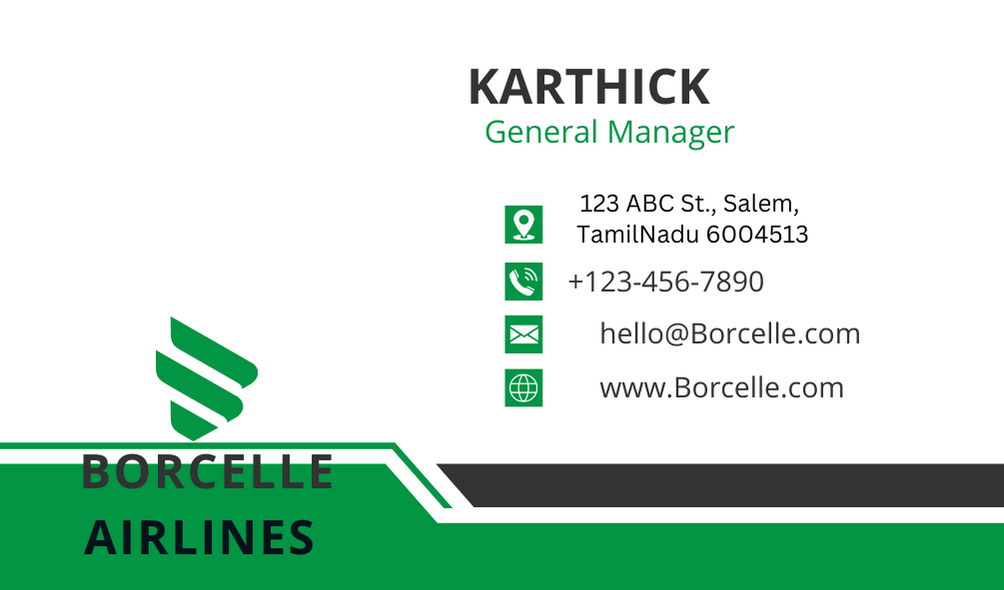 KARTHICK
General Manager
123 ABC St., Salem,
TamilNadu 6004513
+123-456-7890
hello@Borcelle.com
www.Borcelle.com
BORCELLE
AIRLINES